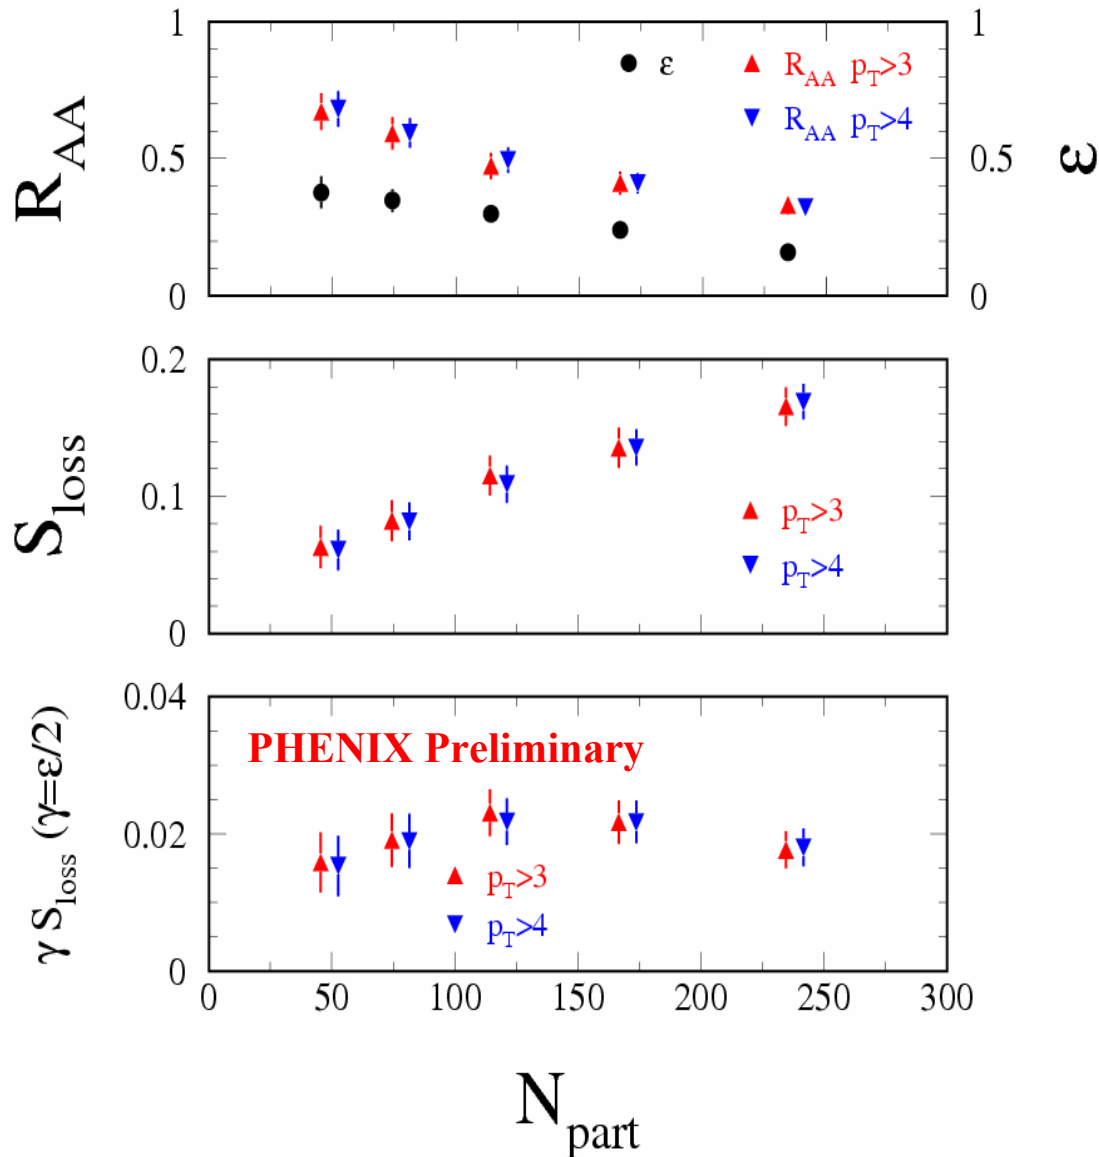 1 1
ε R_AA p_T>3
R_AA p_T>4
R_AA 0.5 0.5 ε
0 0
0.2
S_loss 0.1
p_T>3
p_T>4
0
0.04
PHENIX Preliminary
γ S_loss (γ=ε/2) 0.02
p_T>3
p_T>4
0
0 50 100 150 200 250 300
N_part